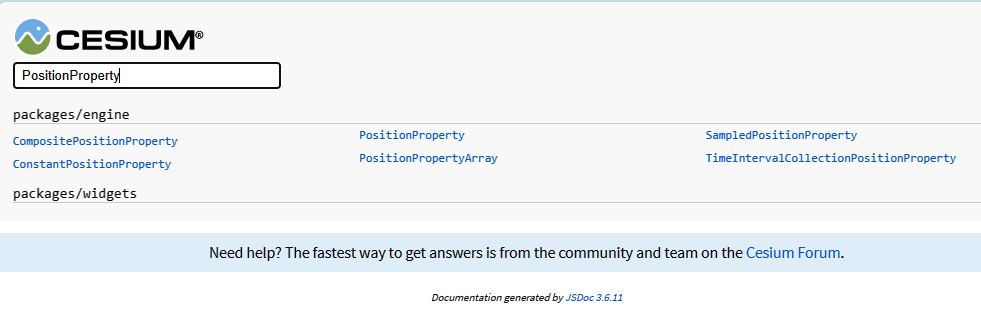 CESIUM®
PositionProperty
packages/engine
CompositePositionProperty
PositionProperty
SampledPositionProperty
ConstantPositionProperty
PositionPropertyArray
TimeIntervalCollectionPositionProperty
packages/widgets
Need help? The fastest way to get answers is from the community and team on the Cesium Forum.
Documentation generated by JSDoc 3.6.11